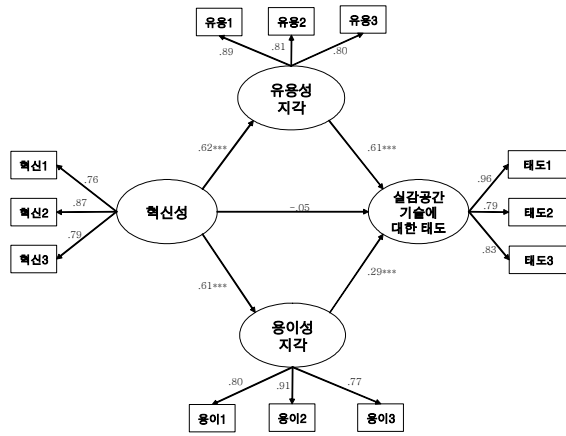 유용1
유용2
유용3
.89
.81
.80
유용성
지각
.62***
.61***
혁신1
혁신2
혁신3
.76
.87
.79
혁신성
-.05
실감공간
기술에
대한 태도
.96
.79
.83
태도1
태도2
태도3
.61***
.29***
용이성
지각
.80
.91
.77
용이1
용이2
용이3